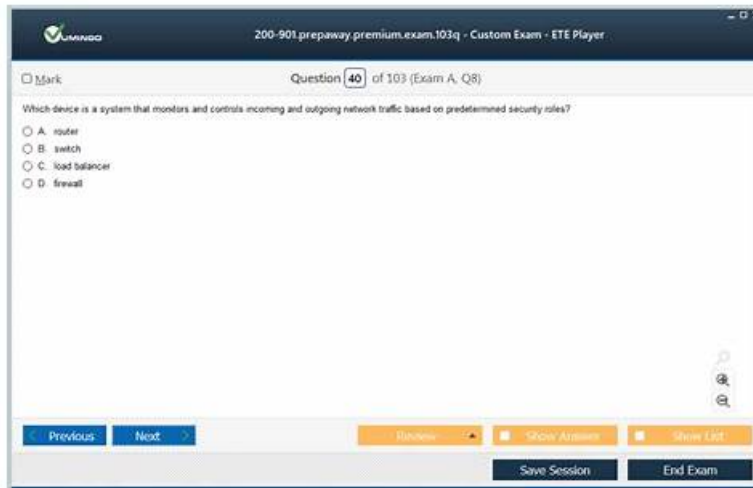 VUMINGO
200-901.prepaway.premium.exam.103q - Custom Exam - ETE Player
Mark
Question 40 of 103 (Exam A, Q8)
Which device is a system that monitors and controls incoming and outgoing network traffic based on predetermined security roles?
A. router
B. switch
C. load balancer
D. firewall
Previous
Next
Review
Show Answer
Show List
Save Session
End Exam